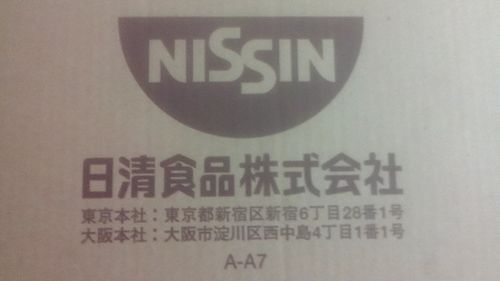 NISSIN
日清食品株式会社
東京本社：東京都新宿区新宿6丁目28番1号
大阪本社：大阪市淀川区西中島4丁目1番1号
A-A7